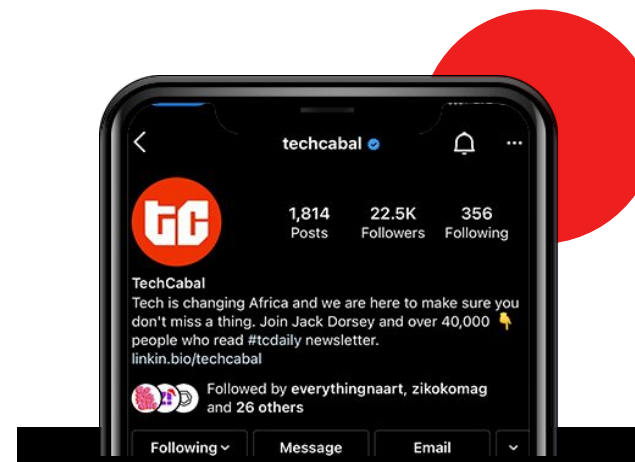 techcabal
tc
1,814 22.5K 356
Posts Followers Following
TechCabal
Tech is changing Africa and we are here to make sure you
don't miss a thing. Join Jack Dorsey and over 40,000 👇
people who read #tcdaily newsletter.
linkin.bio/techcabal
Followed by everythingnaart, zikokomag
and 26 others
Following Message Email